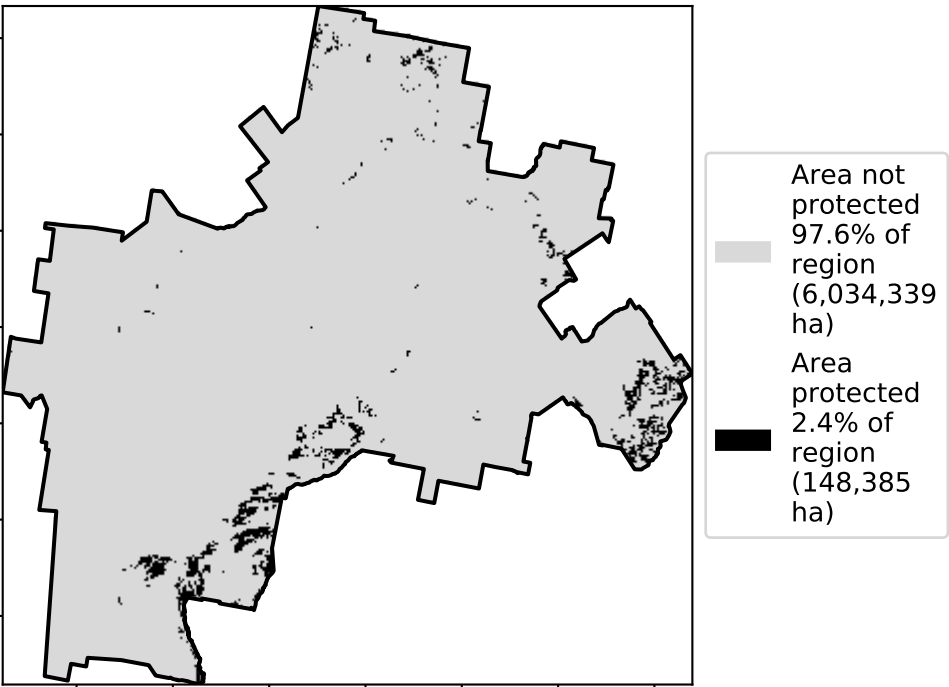 Area not
protected
97.6% of
region
(6,034,339
ha)
Area
protected
2.4% of
region
(148,385
ha)